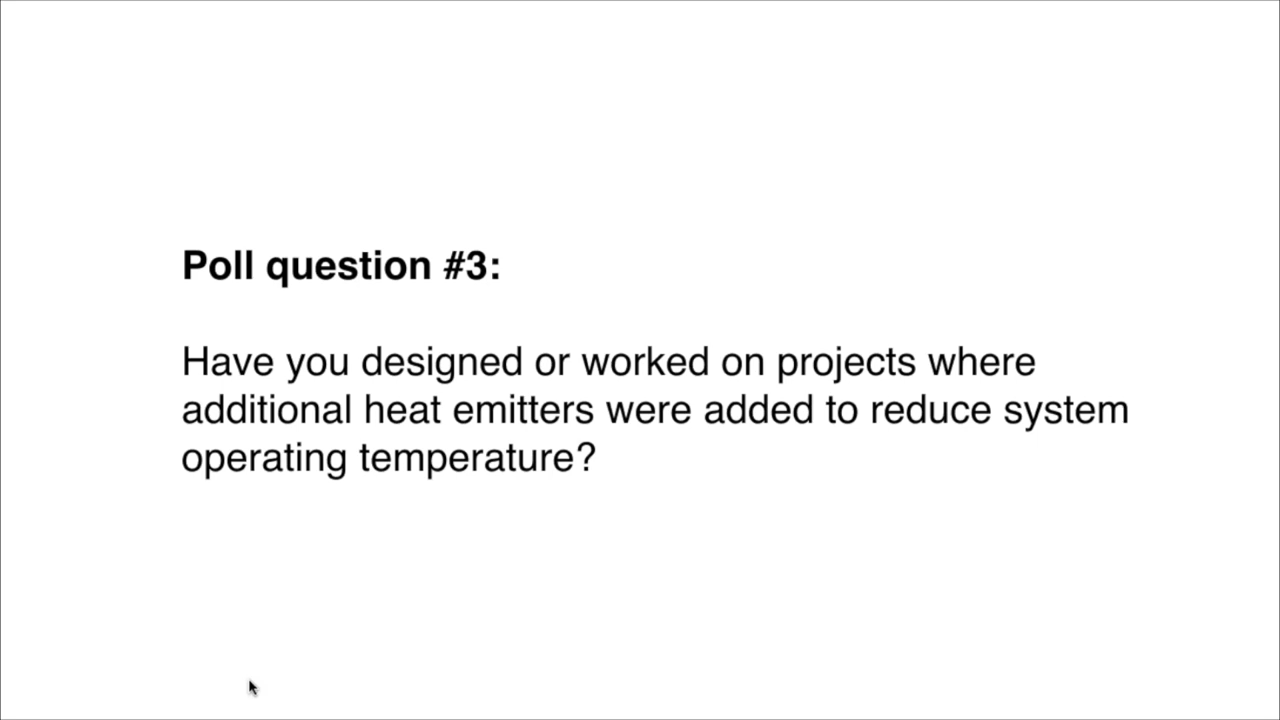 Poll question #3:
Have you designed or worked on projects where
additional heat emitters were added to reduce system
operating temperature?